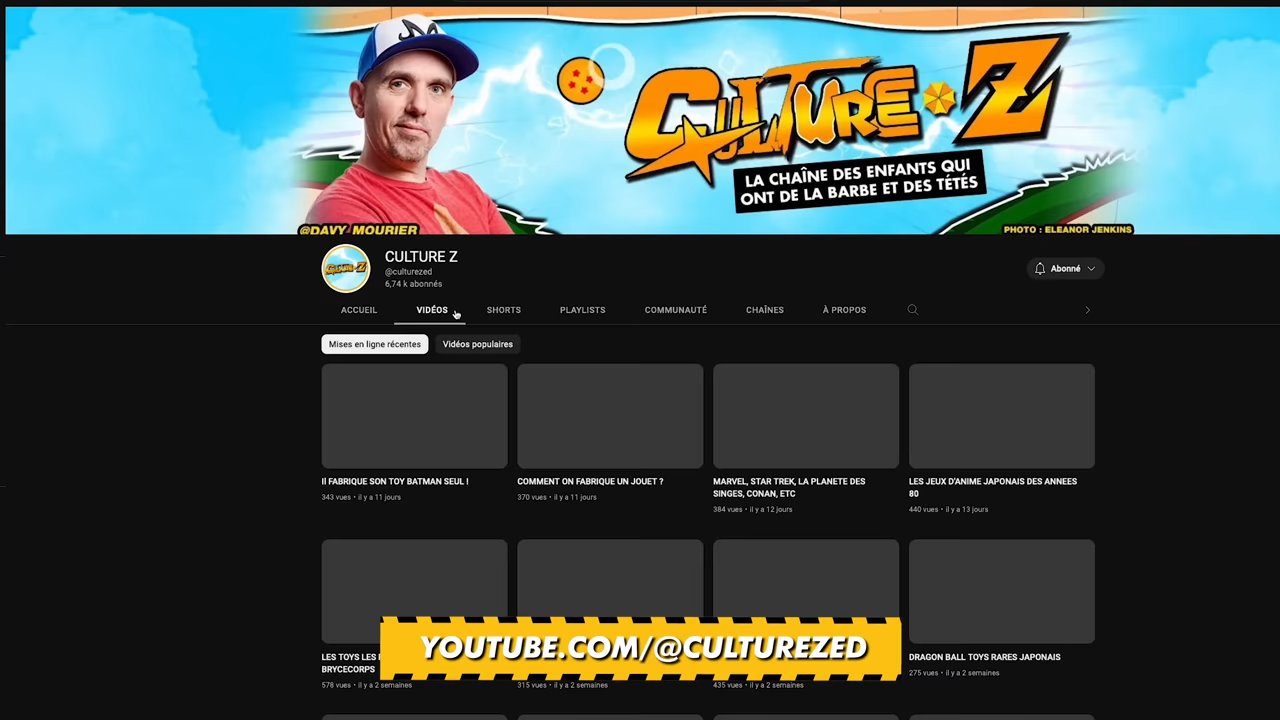 CULTURE Z
LA CHAÎNE DES ENFANTS QUI
ONT DE LA BARBE ET DES TÉTÉS
@DAVY_MOURIER
PHOTO : ELEANOR JENKINS
CULTURE Z
@culturezed
6,74 k abonnés
Abonné
ACCUEIL VIDÉOS SHORTS PLAYLISTS COMMUNAUTÉ CHAÎNES À PROPOS
Mises en ligne récentes Vidéos populaires
Il FABRIQUE SON TOY BATMAN SEUL !
343 vues • il y a 11 jours
COMMENT ON FABRIQUE UN JOUET ?
370 vues • il y a 11 jours
MARVEL, STAR TREK, LA PLANETE DES
SINGES, CONAN, ETC
384 vues • il y a 12 jours
LES JEUX D'ANIME JAPONAIS DES ANNEES
80
440 vues • il y a 13 jours
LES TOYS LES
BRYCECORPS
578 vues • il y a 2 semaines
315 vues • il y a 2 semaines
435 vues • il y a 2 semaines
DRAGON BALL TOYS RARES JAPONAIS
275 vues • il y a 2 semaines
YOUTUBE.COM/@CULTUREZED